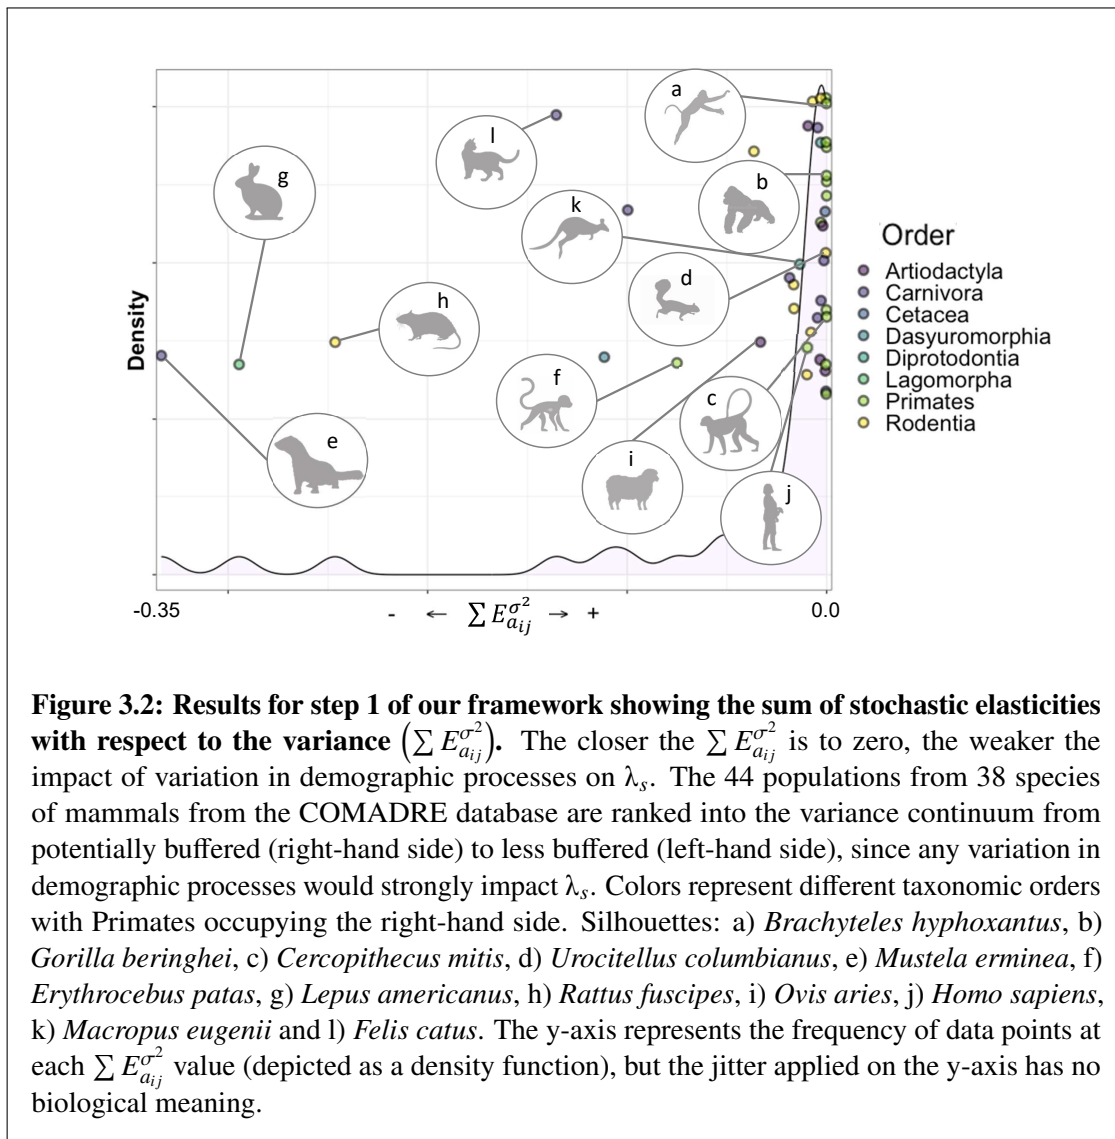 a
l
g
b
k
d
h
f
c
e
i
j
Density
Order
Artiodactyla
Carnivora
Cetacea
Dasyuromorphia
Diprotodontia
Lagomorpha
Primates
Rodentia
-0.35 - ← ∑ E_{a_{ij}}^{σ^2} → + 0.0
Figure 3.2: Results for step 1 of our framework showing the sum of stochastic elasticities
with respect to the variance (∑ E_{a_{ij}}^{σ^2}). The closer the ∑ E_{a_{ij}}^{σ^2} is to zero, the weaker the
impact of variation in demographic processes on λ_s. The 44 populations from 38 species
of mammals from the COMADRE database are ranked into the variance continuum from
potentially buffered (right-hand side) to less buffered (left-hand side), since any variation in
demographic processes would strongly impact λ_s. Colors represent different taxonomic orders
with Primates occupying the right-hand side. Silhouettes: a) Brachyteles hyphoxantus, b)
Gorilla beringhei, c) Cercopithecus mitis, d) Urocitellus columbianus, e) Mustela erminea, f)
Erythrocebus patas, g) Lepus americanus, h) Rattus fuscipes, i) Ovis aries, j) Homo sapiens,
k) Macropus eugenii and l) Felis catus. The y-axis represents the frequency of data points at
each ∑ E_{a_{ij}}^{σ^2} value (depicted as a density function), but the jitter applied on the y-axis has no
biological meaning.